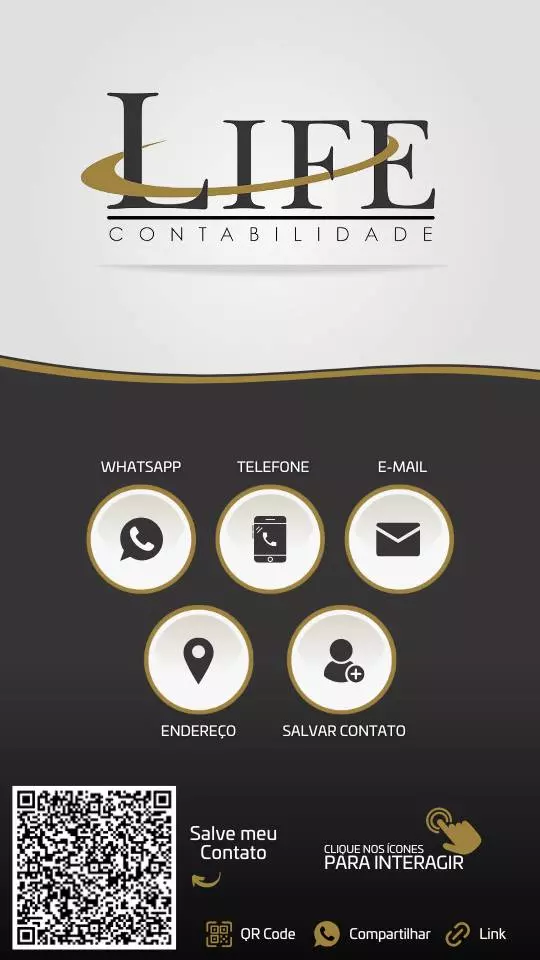 LIFE
CONTABILIDADE
WHATSAPP
TELEFONE
E-MAIL
ENDEREÇO
SALVAR CONTATO
Salve meu
Contato
CLIQUE NOS ÍCONES
PARA INTERAGIR
QR Code
Compartilhar
Link